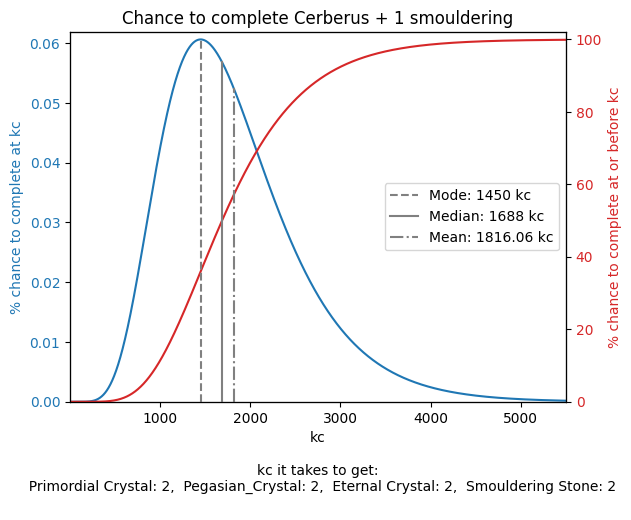 Chance to complete Cerberus + 1 smouldering
% chance to complete at kc
0.06
0.05
0.04
0.03
0.02
0.01
0.00
100
80
60
40
20
0
% chance to complete at or before kc
Mode: 1450 kc
Median: 1688 kc
Mean: 1816.06 kc
1000 2000 3000 4000 5000
kc
kc it takes to get:
Primordial Crystal: 2, Pegasian_Crystal: 2, Eternal Crystal: 2, Smouldering Stone: 2